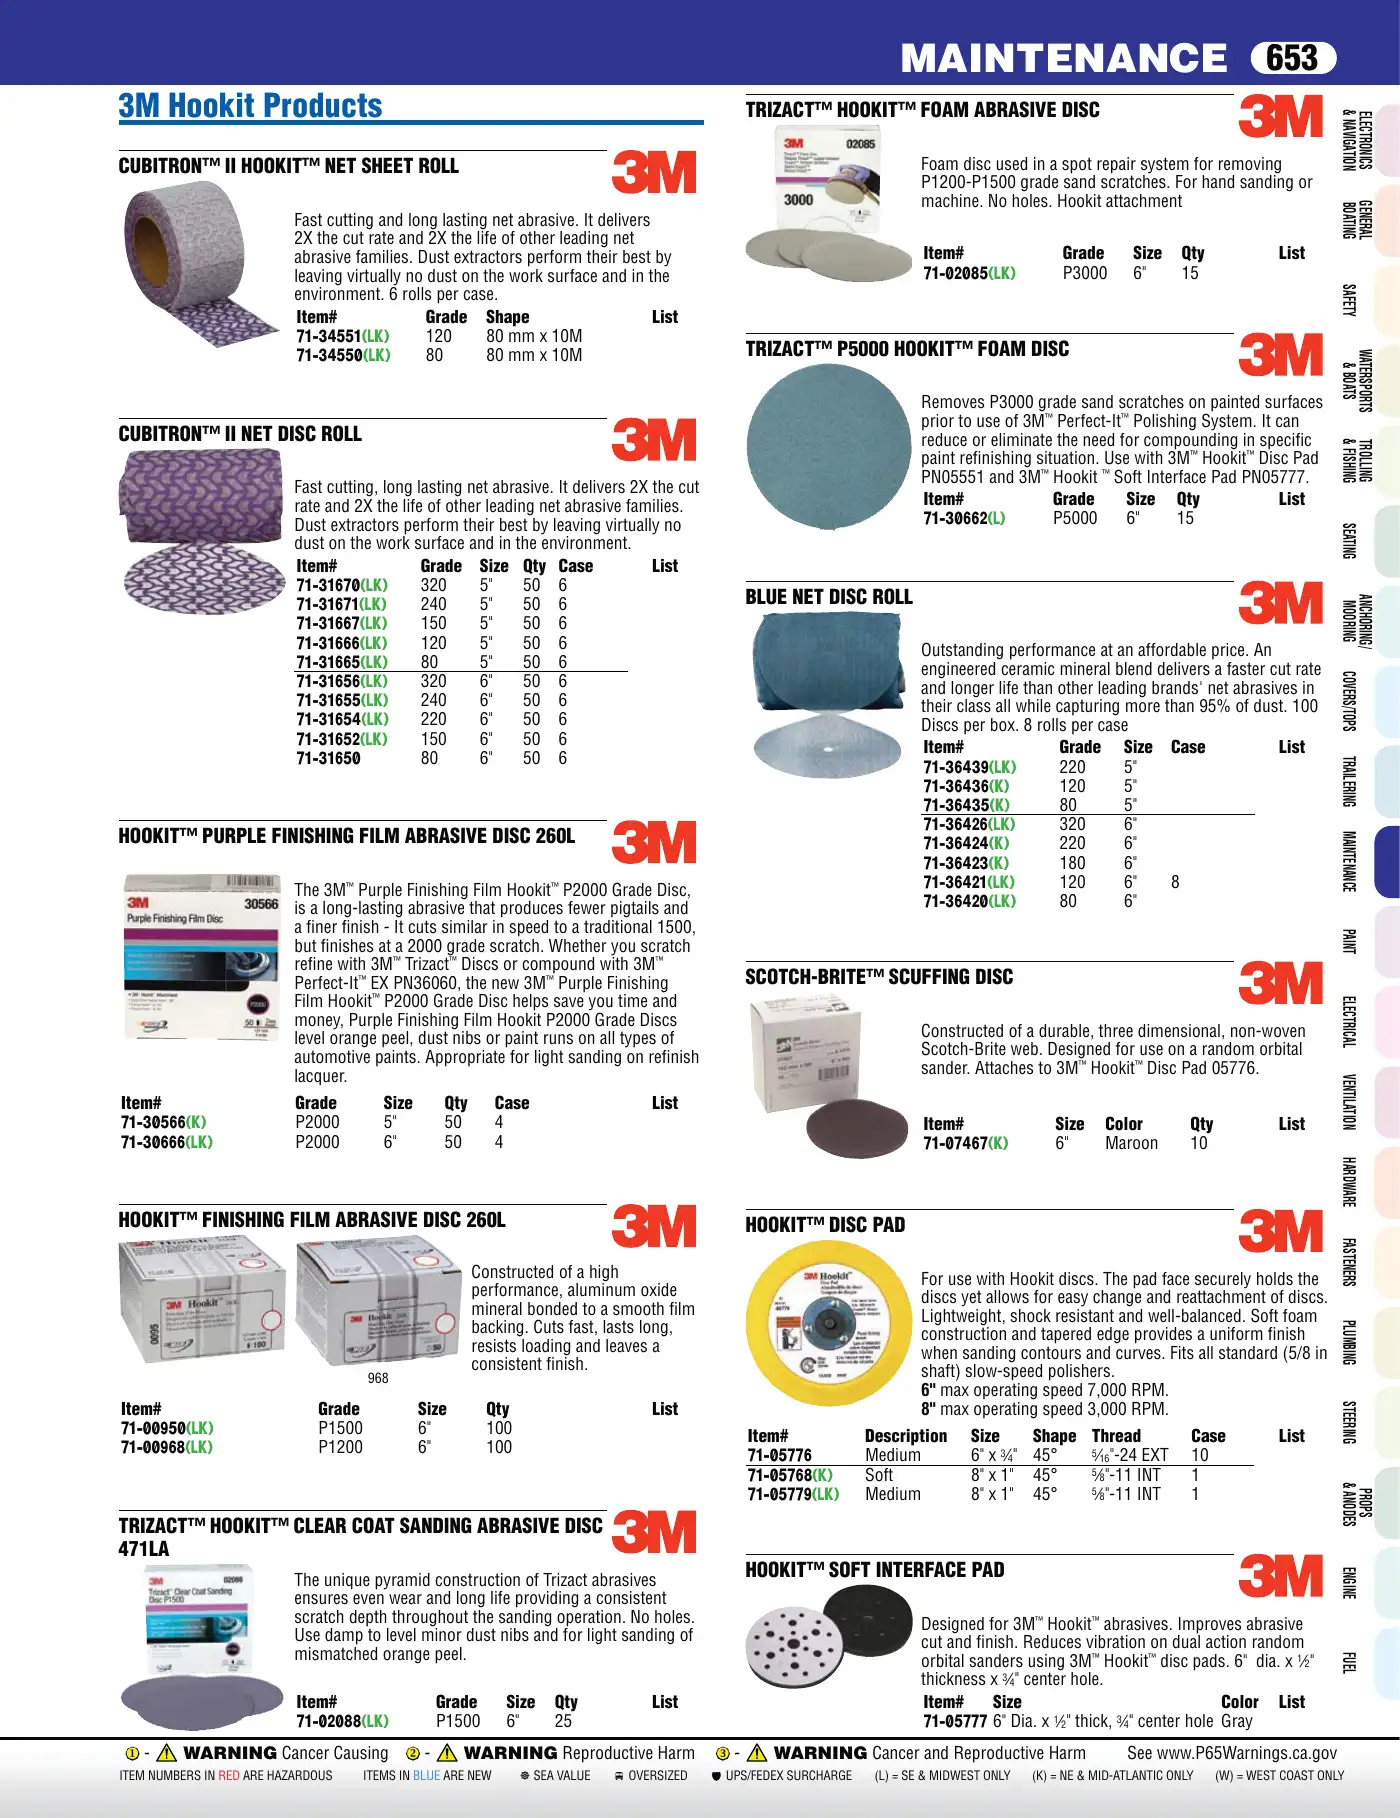 MAINTENANCE 653
3M Hookit Products
CUBITRON™ II HOOKIT™ NET SHEET ROLL
3M
Fast cutting and long lasting net abrasive. It delivers
2X the cut rate and 2X the life of other leading net
abrasive families. Dust extractors perform their best by
leaving virtually no dust on the work surface and in the
environment. 6 rolls per case.
Item# Grade Shape List
71-34551(LK) 120 80 mm x 10M
71-34550(LK) 80 80 mm x 10M
CUBITRON™ II NET DISC ROLL
3M
Fast cutting, long lasting net abrasive. It delivers 2X the cut
rate and 2X the life of other leading net abrasive families.
Dust extractors perform their best by leaving virtually no
dust on the work surface and in the environment.
Item# Grade Size Qty Case List
71-31670(LK) 320 5" 50 6
71-31671(LK) 240 5" 50 6
71-31667(LK) 150 5" 50 6
71-31666(LK) 120 5" 50 6
71-31665(LK) 80 5" 50 6
71-31656(LK) 320 6" 50 6
71-31655(LK) 240 6" 50 6
71-31654(LK) 220 6" 50 6
71-31652(LK) 150 6" 50 6
71-31650 80 6" 50 6
HOOKIT™ PURPLE FINISHING FILM ABRASIVE DISC 260L
3M
3M 30566
Purple Finishing Film Disc
The 3M™ Purple Finishing Film Hookit™ P2000 Grade Disc,
is a long-lasting abrasive that produces fewer pigtails and
a finer finish - It cuts similar in speed to a traditional 1500,
but finishes at a 2000 grade scratch. Whether you scratch
refine with 3M™ Trizact™ Discs or compound with 3M™
Perfect-It™ EX PN36060, the new 3M™ Purple Finishing
Film Hookit™ P2000 Grade Disc helps save you time and
money, Purple Finishing Film Hookit P2000 Grade Discs
level orange peel, dust nibs or paint runs on all types of
automotive paints. Appropriate for light sanding on refinish
lacquer.
Item# Grade Size Qty Case List
71-30566(K) P2000 5" 50 4
71-30666(LK) P2000 6" 50 4
HOOKIT™ FINISHING FILM ABRASIVE DISC 260L
3M
3M Hookit
0095
3M Hookit
968
Constructed of a high
performance, aluminum oxide
mineral bonded to a smooth film
backing. Cuts fast, lasts long,
resists loading and leaves a
consistent finish.
Item# Grade Size Qty List
71-00950(LK) P1500 6" 100
71-00968(LK) P1200 6" 100
TRIZACT™ HOOKIT™ CLEAR COAT SANDING ABRASIVE DISC
471LA
3M
3M 02088
Trizact™ Clear Coat Sanding
Disc P1500
The unique pyramid construction of Trizact abrasives
ensures even wear and long life providing a consistent
scratch depth throughout the sanding operation. No holes.
Use damp to level minor dust nibs and for light sanding of
mismatched orange peel.
Item# Grade Size Qty List
71-02088(LK) P1500 6" 25
TRIZACT™ HOOKIT™ FOAM ABRASIVE DISC
3M
3M 02085
3000
Foam disc used in a spot repair system for removing
P1200-P1500 grade sand scratches. For hand sanding or
machine. No holes. Hookit attachment
Item# Grade Size Qty List
71-02085(LK) P3000 6" 15
TRIZACT™ P5000 HOOKIT™ FOAM DISC
3M
Removes P3000 grade sand scratches on painted surfaces
prior to use of 3M™ Perfect-It™ Polishing System. It can
reduce or eliminate the need for compounding in specific
paint refinishing situation. Use with 3M™ Hookit™ Disc Pad
PN05551 and 3M™ Hookit ™ Soft Interface Pad PN05777.
Item# Grade Size Qty List
71-30662(L) P5000 6" 15
BLUE NET DISC ROLL
3M
Outstanding performance at an affordable price. An
engineered ceramic mineral blend delivers a faster cut rate
and longer life than other leading brands' net abrasives in
their class all while capturing more than 95% of dust. 100
Discs per box. 8 rolls per case
Item# Grade Size Case List
71-36439(LK) 220 5"
71-36436(K) 120 5"
71-36435(K) 80 5"
71-36426(LK) 320 6"
71-36424(K) 220 6"
71-36423(K) 180 6"
71-36421(LK) 120 6" 8
71-36420(LK) 80 6"
SCOTCH-BRITE™ SCUFFING DISC
3M
Constructed of a durable, three dimensional, non-woven
Scotch-Brite web. Designed for use on a random orbital
sander. Attaches to 3M™ Hookit™ Disc Pad 05776.
Item# Size Color Qty List
71-07467(K) 6" Maroon 10
HOOKIT™ DISC PAD
3M
3M Hookit™
For use with Hookit discs. The pad face securely holds the
discs yet allows for easy change and reattachment of discs.
Lightweight, shock resistant and well-balanced. Soft foam
construction and tapered edge provides a uniform finish
when sanding contours and curves. Fits all standard (5/8 in
shaft) slow-speed polishers.
6" max operating speed 7,000 RPM.
8" max operating speed 3,000 RPM.
Item# Description Size Shape Thread Case List
71-05776 Medium 6" x ¾" 45° 5⁄16"-24 EXT 10
71-05768(K) Soft 8" x 1" 45° ⅝"-11 INT 1
71-05779(LK) Medium 8" x 1" 45° ⅝"-11 INT 1
HOOKIT™ SOFT INTERFACE PAD
3M
Designed for 3M™ Hookit™ abrasives. Improves abrasive
cut and finish. Reduces vibration on dual action random
orbital sanders using 3M™ Hookit™ disc pads. 6" dia. x ½"
thickness x ¾" center hole.
Item# Size Color List
71-05777 6" Dia. x ½" thick, ¾" center hole Gray
ELECTRONICS
& NAVIGATION
GENERAL
BOATING
SAFETY
WATERSPORTS
& BOATS
TROLLING
& FISHING
SEATING
ANCHORING/
MOORING
COVERS/TOPS
TRAILERING
MAINTENANCE
PAINT
ELECTRICAL
VENTILATION
HARDWARE
FASTENERS
PLUMBING
STEERING
PROPS
& ANODES
ENGINE
FUEL
1 - WARNING Cancer Causing 2 - WARNING Reproductive Harm 3 - WARNING Cancer and Reproductive Harm See www.P65Warnings.ca.gov
ITEM NUMBERS IN RED ARE HAZARDOUS ITEMS IN BLUE ARE NEW SEA VALUE OVERSIZED UPS/FEDEX SURCHARGE (L) = SE & MIDWEST ONLY (K) = NE & MID-ATLANTIC ONLY (W) = WEST COAST ONLY